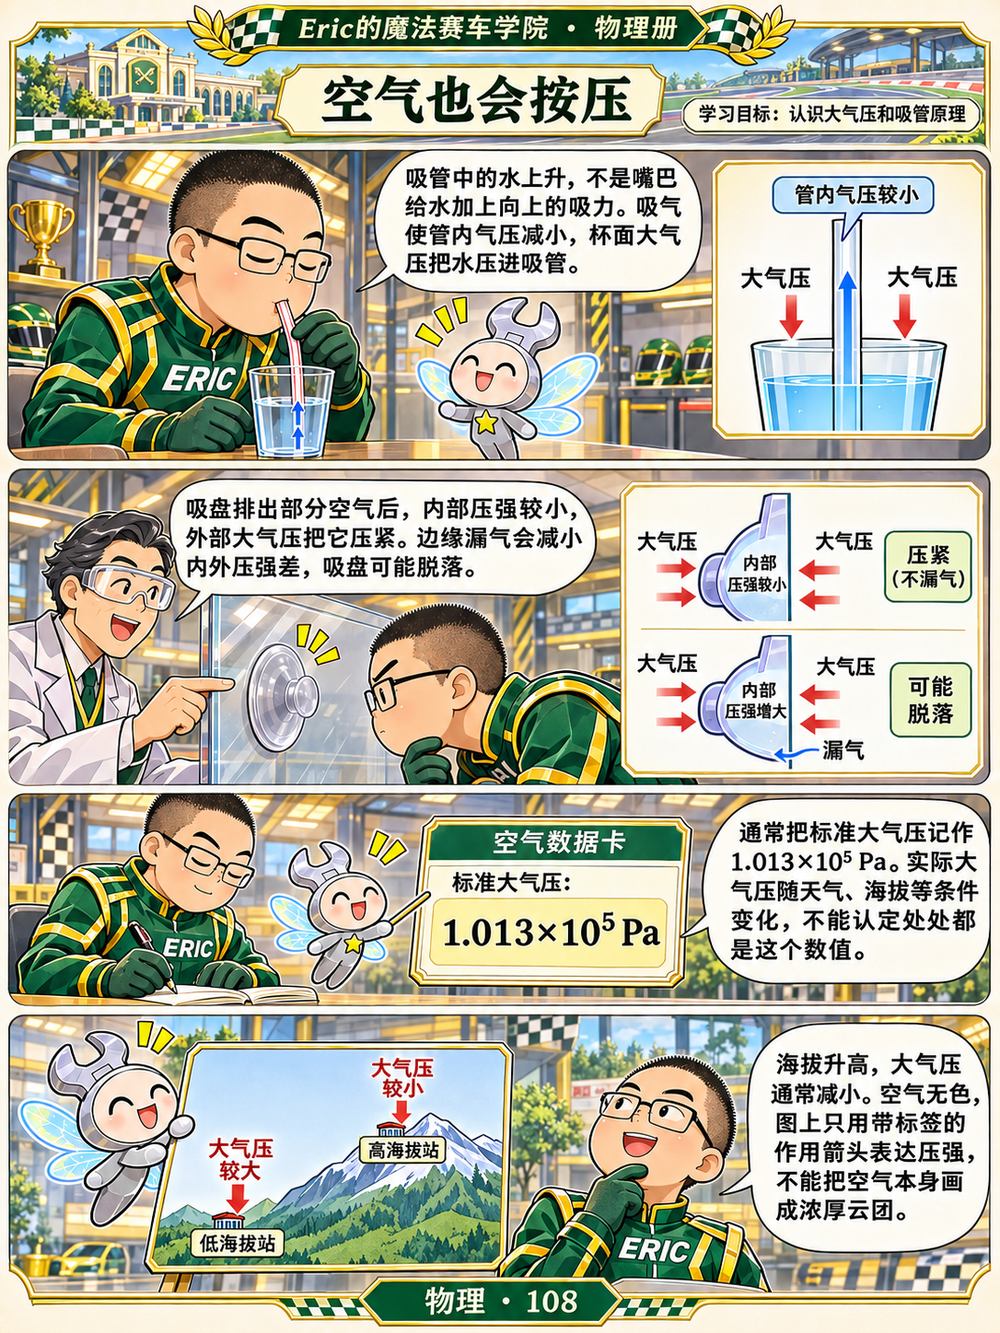 Eric的魔法赛车学院 · 物理册
空气也会按压
学习目标：认识大气压和吸管原理
吸管中的水上升，不是嘴巴
给水加上向上的吸力。吸气
使管内气压减小，杯面大气
压把水压进吸管。
管内气压较小
大气压
大气压
ERIC
吸盘排出部分空气后，内部压强较小，
外部大气压把它压紧。边缘漏气会减小
内外压强差，吸盘可能脱落。
大气压
内部
压强较小
大气压
压紧
（不漏气）
大气压
内部
压强增大
大气压
可能
脱落
漏气
ERIC
空气数据卡
标准大气压：
1.013×10⁵ Pa
通常把标准大气压记作
1.013×10⁵ Pa。实际大
气压随天气、海拔等条件
变化，不能认定处处都
是这个数值。
大气压
较小
高海拔站
大气压
较大
低海拔站
海拔升高，大气压
通常减小。空气无色，
图上只用带标签的
作用箭头表达压强，
不能把空气本身画
成浓厚云团。
ERIC
物理 · 108